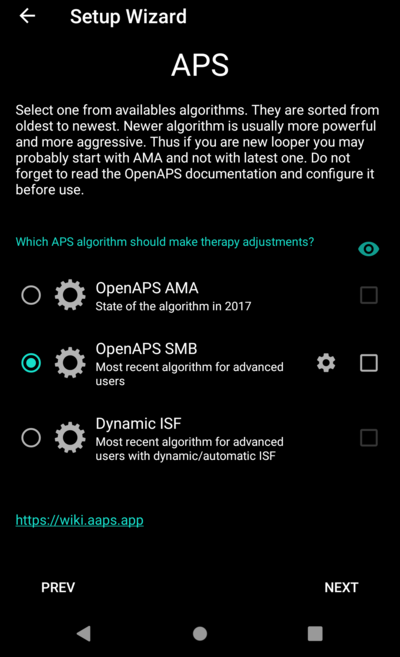 Setup Wizard
APS
Select one from availables algorithms. They are sorted from
oldest to newest. Newer algorithm is usually more powerful
and more aggressive. Thus if you are new looper you may
probably start with AMA and not with latest one. Do not
forget to read the OpenAPS documentation and configure it
before use.
Which APS algorithm should make therapy adjustments?
OpenAPS AMA
State of the algorithm in 2017
OpenAPS SMB
Most recent algorithm for advanced
users
Dynamic ISF
Most recent algorithm for advanced
users with dynamic/automatic ISF
https://wiki.aaps.app
PREV
NEXT